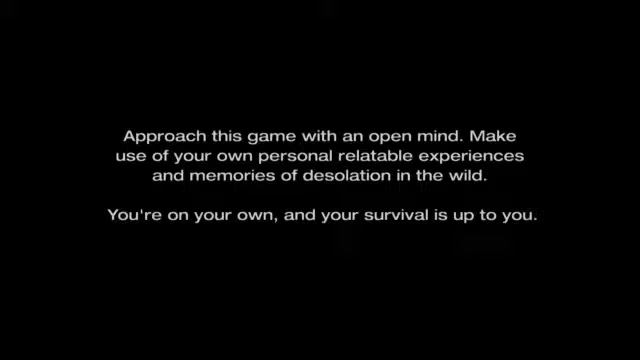 Approach this game with an open mind. Make
use of your own personal relatable experiences
and memories of desolation in the wild.
You're on your own, and your survival is up to you.